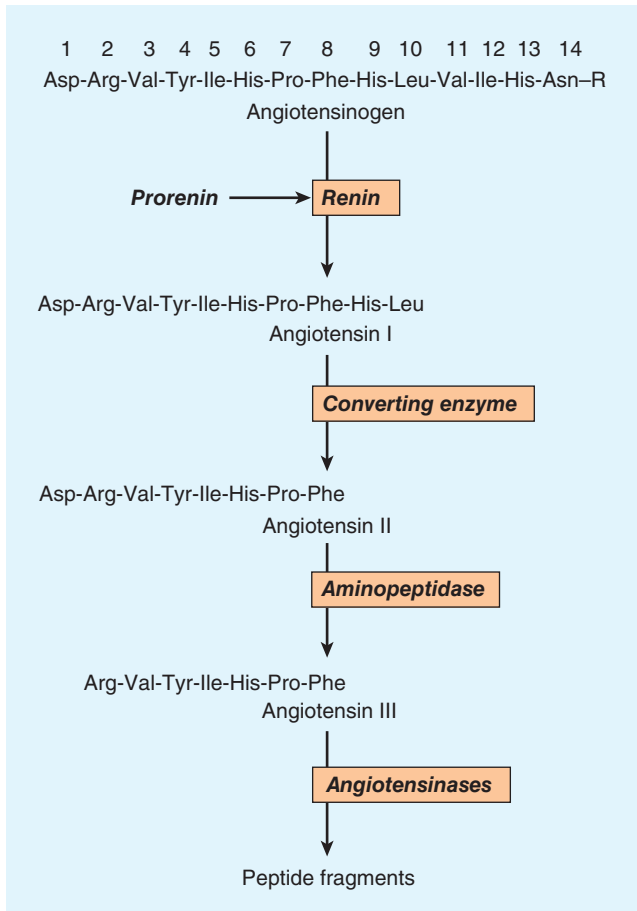 1 2 3 4 5 6 7 8 9 10 11 12 13 14
Asp-Arg-Val-Tyr-Ile-His-Pro-Phe-His-Leu-Val-Ile-His-Asn–R
Angiotensinogen
Prorenin Renin
Asp-Arg-Val-Tyr-Ile-His-Pro-Phe-His-Leu
Angiotensin I
Converting enzyme
Asp-Arg-Val-Tyr-Ile-His-Pro-Phe
Angiotensin II
Aminopeptidase
Arg-Val-Tyr-Ile-His-Pro-Phe
Angiotensin III
Angiotensinases
Peptide fragments